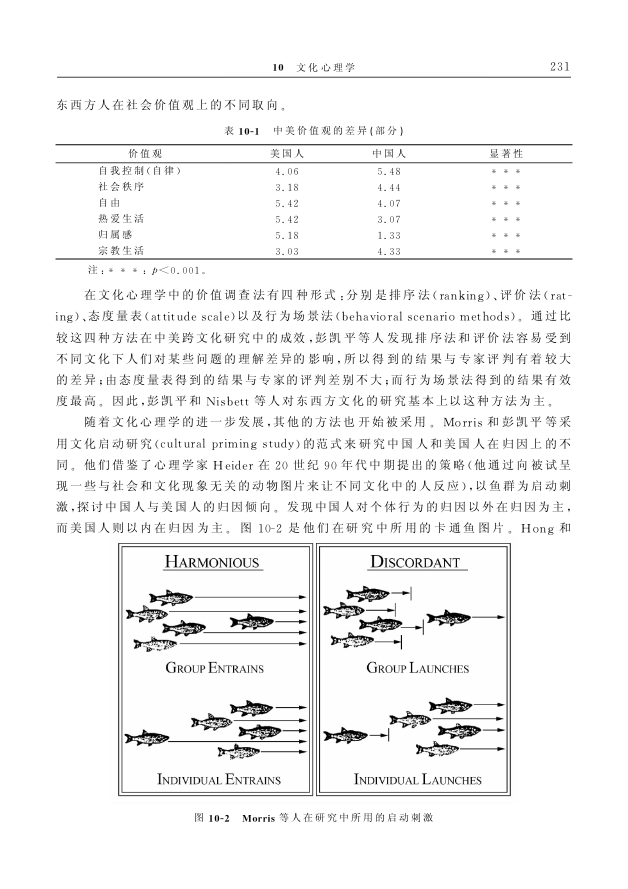 10 文化心理学 231
东西方人在社会价值观上的不同取向。
表 10-1 中美价值观的差异(部分)
价值观 美国人 中国人 显著性
自我控制(自律) 4.06 5.48 * * *
社会秩序 3.18 4.44 * * *
自由 5.42 4.07 * * *
热爱生活 5.42 3.07 * * *
归属感 5.18 1.33 * * *
宗教生活 3.03 4.33 * * *
注:* * *:p<0.001。
在文化心理学中的价值调查法有四种形式:分别是排序法(ranking)、评价法(rat-
ing)、态度量表(attitude scale)以及行为场景法(behavioral scenario methods)。通过比
较这四种方法在中美跨文化研究中的成效,彭凯平等人发现排序法和评价法容易受到
不同文化下人们对某些问题的理解差异的影响,所以得到的结果与专家评判有着较大
的差异;由态度量表得到的结果与专家的评判差别不大;而行为场景法得到的结果有效
度最高。因此,彭凯平和 Nisbett 等人对东西方文化的研究基本上以这种方法为主。
随着文化心理学的进一步发展,其他的方法也开始被采用。Morris 和彭凯平等采
用文化启动研究(cultural priming study)的范式来研究中国人和美国人在归因上的不
同。他们借鉴了心理学家 Heider 在 20 世纪 90 年代中期提出的策略(他通过向被试呈
现一些与社会和文化现象无关的动物图片来让不同文化中的人反应),以鱼群为启动刺
激,探讨中国人与美国人的归因倾向。发现中国人对个体行为的归因以外在归因为主,
而美国人则以内在归因为主。图 10-2 是他们在研究中所用的卡通鱼图片。Hong 和
HARMONIOUS
GROUP ENTRAINS
INDIVIDUAL ENTRAINS
DISCORDANT
GROUP LAUNCHES
INDIVIDUAL LAUNCHES
图 10-2 Morris 等人在研究中所用的启动刺激